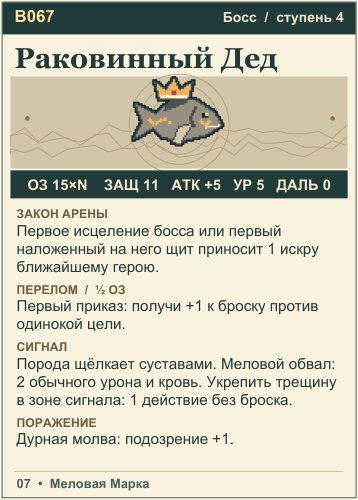 B067
Босс / ступень 4
Раковинный Дед
ОЗ 15×N ЗАЩ 11 АТК +5 УР 5 ДАЛЬ 0
ЗАКОН АРЕНЫ
Первое исцеление босса или первый
наложенный на него щит приносит 1 искру
ближайшему герою.
ПЕРЕЛОМ / ½ ОЗ
Первый приказ: получи +1 к броску против
одинокой цели.
СИГНАЛ
Порода щёлкает суставами. Меловой обвал:
2 обычного урона и кровь. Укрепить трещину
в зоне сигнала: 1 действие без броска.
ПОРАЖЕНИЕ
Дурная молва: подозрение +1.
07 • Меловая Марка